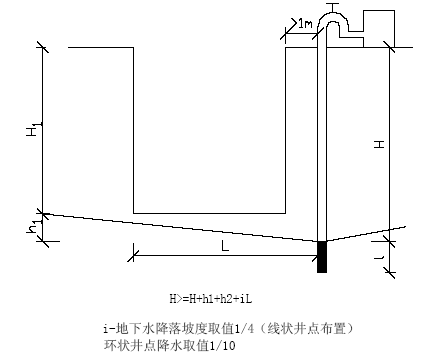 >1m
H1
H
h1
L
l
H>=H+h1+h2+iL
i-地下水降落坡度取值1/4（线状井点布置）
环状井点降水取值1/10